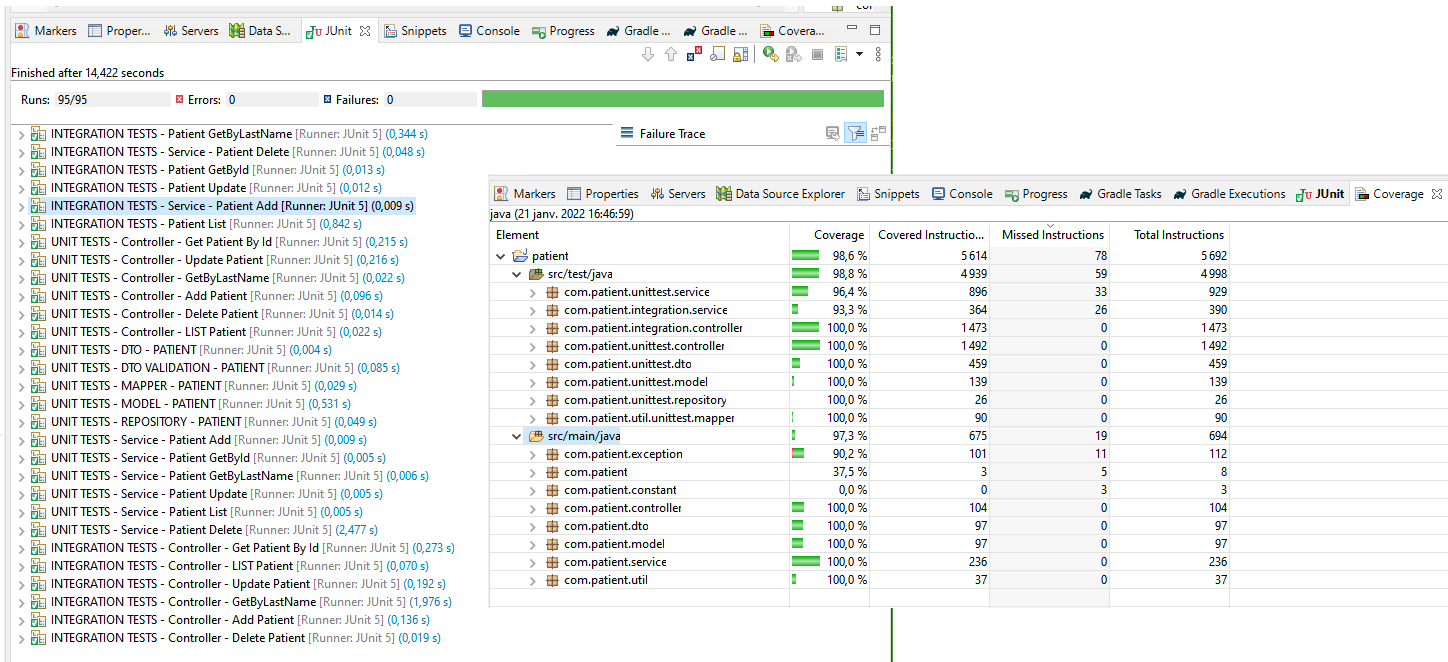 Markers Proper... Servers Data S... JUnit Snippets Console Progress Gradle ... Gradle ... Covera...
Finished after 14,422 seconds
Runs: 95/95 Errors: 0 Failures: 0
INTEGRATION TESTS - Patient GetByLastName [Runner: JUnit 5] (0,344 s)
INTEGRATION TESTS - Service - Patient Delete [Runner: JUnit 5] (0,048 s)
INTEGRATION TESTS - Patient GetById [Runner: JUnit 5] (0,013 s)
INTEGRATION TESTS - Patient Update [Runner: JUnit 5] (0,012 s)
INTEGRATION TESTS - Service - Patient Add [Runner: JUnit 5] (0,009 s)
INTEGRATION TESTS - Patient List [Runner: JUnit 5] (0,842 s)
UNIT TESTS - Controller - Get Patient By Id [Runner: JUnit 5] (0,215 s)
UNIT TESTS - Controller - Update Patient [Runner: JUnit 5] (0,216 s)
UNIT TESTS - Controller - GetByLastName [Runner: JUnit 5] (0,022 s)
UNIT TESTS - Controller - Add Patient [Runner: JUnit 5] (0,096 s)
UNIT TESTS - Controller - Delete Patient [Runner: JUnit 5] (0,014 s)
UNIT TESTS - Controller - LIST Patient [Runner: JUnit 5] (0,022 s)
UNIT TESTS - DTO - PATIENT [Runner: JUnit 5] (0,004 s)
UNIT TESTS - DTO VALIDATION - PATIENT [Runner: JUnit 5] (0,085 s)
UNIT TESTS - MAPPER - PATIENT [Runner: JUnit 5] (0,029 s)
UNIT TESTS - MODEL - PATIENT [Runner: JUnit 5] (0,531 s)
UNIT TESTS - REPOSITORY - PATIENT [Runner: JUnit 5] (0,049 s)
UNIT TESTS - Service - Patient Add [Runner: JUnit 5] (0,009 s)
UNIT TESTS - Service - Patient GetById [Runner: JUnit 5] (0,005 s)
UNIT TESTS - Service - Patient GetByLastName [Runner: JUnit 5] (0,006 s)
UNIT TESTS - Service - Patient Update [Runner: JUnit 5] (0,005 s)
UNIT TESTS - Service - Patient List [Runner: JUnit 5] (0,005 s)
UNIT TESTS - Service - Patient Delete [Runner: JUnit 5] (2,477 s)
INTEGRATION TESTS - Controller - Get Patient By Id [Runner: JUnit 5] (0,273 s)
INTEGRATION TESTS - Controller - LIST Patient [Runner: JUnit 5] (0,070 s)
INTEGRATION TESTS - Controller - Update Patient [Runner: JUnit 5] (0,192 s)
INTEGRATION TESTS - Controller - GetByLastName [Runner: JUnit 5] (1,976 s)
INTEGRATION TESTS - Controller - Add Patient [Runner: JUnit 5] (0,136 s)
INTEGRATION TESTS - Controller - Delete Patient [Runner: JUnit 5] (0,019 s)
Failure Trace
Markers Properties Servers Data Source Explorer Snippets Console Progress Gradle Tasks Gradle Executions JUnit Coverage
java (21 janv. 2022 16:46:59)
Element Coverage Covered Instructio... Missed Instructions Total Instructions
patient 98,6 % 5 614 78 5 692
src/test/java 98,8 % 4 939 59 4 998
com.patient.unittest.service 96,4 % 896 33 929
com.patient.integration.service 93,3 % 364 26 390
com.patient.integration.controller 100,0 % 1 473 0 1 473
com.patient.unittest.controller 100,0 % 1 492 0 1 492
com.patient.unittest.dto 100,0 % 459 0 459
com.patient.unittest.model 100,0 % 139 0 139
com.patient.unittest.repository 100,0 % 26 0 26
com.patient.util.unittest.mapper 100,0 % 90 0 90
src/main/java 97,3 % 675 19 694
com.patient.exception 90,2 % 101 11 112
com.patient 37,5 % 3 5 8
com.patient.constant 0,0 % 0 3 3
com.patient.controller 100,0 % 104 0 104
com.patient.dto 100,0 % 97 0 97
com.patient.model 100,0 % 97 0 97
com.patient.service 100,0 % 236 0 236
com.patient.util 100,0 % 37 0 37